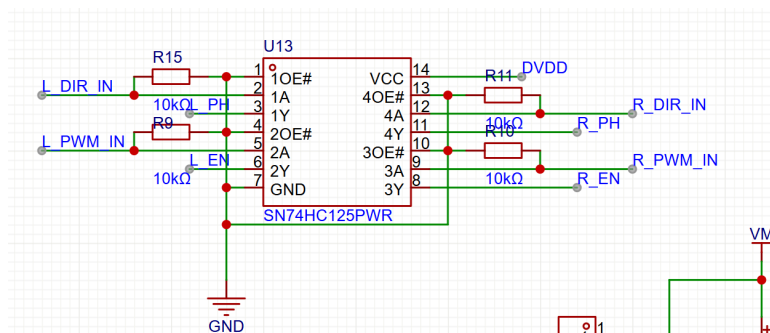 U13
R15
1 1OE# VCC 14 DVDD
R11
L_DIR_IN 2 1A 4OE# 13
10kΩ L_PH 3 1Y 4A 12 R_DIR_IN
R9 4 2OE# 4Y 11 10kΩ R_PH
R10
L_PWM_IN 5 2A 3OE# 10
L_EN 6 2Y 3A 9 R_PWM_IN
10kΩ 7 GND 3Y 8 10kΩ R_EN
SN74HC125PWR
VM
GND
1